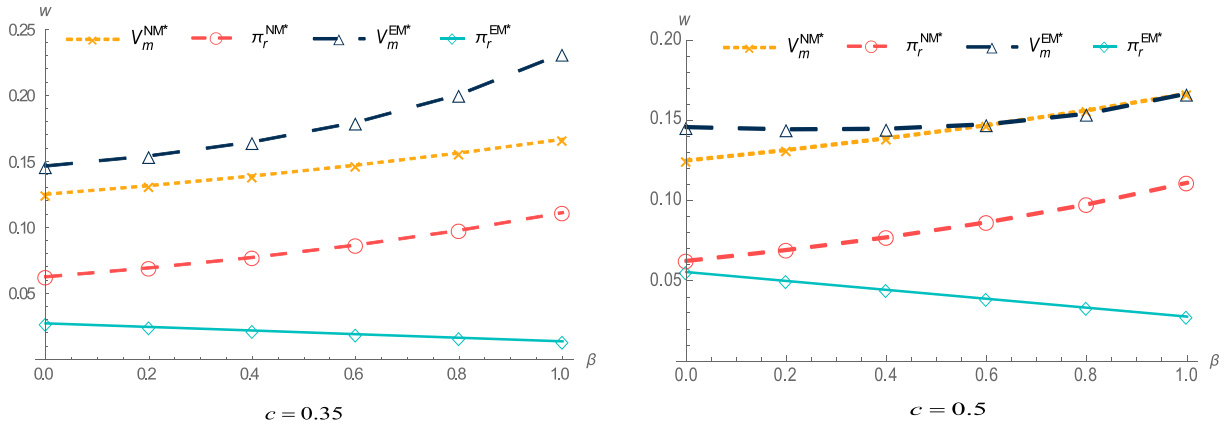 w
0.25
V_m^{NM*} π_r^{NM*} V_m^{EM*} π_r^{EM*}
0.20
0.15
0.10
0.05
0.0 0.2 0.4 0.6 0.8 1.0 β
c = 0.35
w
0.20
V_m^{NM*} π_r^{NM*} V_m^{EM*} π_r^{EM*}
0.15
0.10
0.05
0.0 0.2 0.4 0.6 0.8 1.0 β
c = 0.5